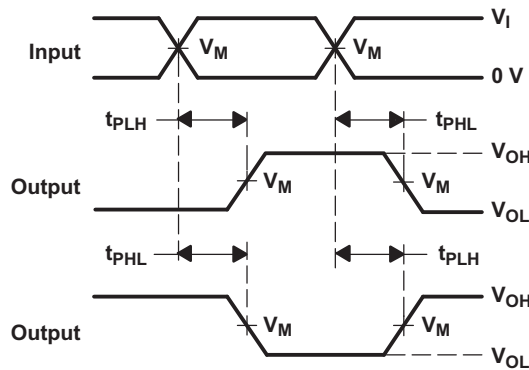 V_I
Input V_M V_M
0 V
t_PLH t_PHL
V_OH
Output V_M V_M
V_OL
t_PHL t_PLH
V_OH
Output V_M V_M
V_OL